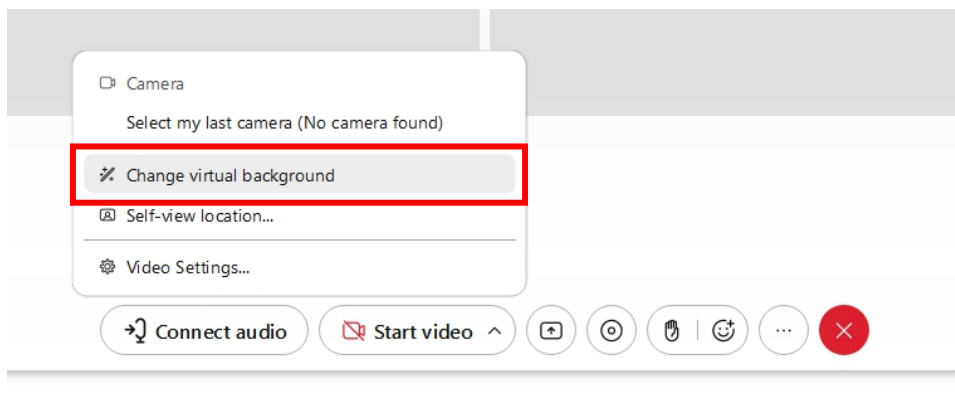 Camera
Select my last camera (No camera found)
Change virtual background
Self-view location...
Video Settings...
Connect audio
Start video